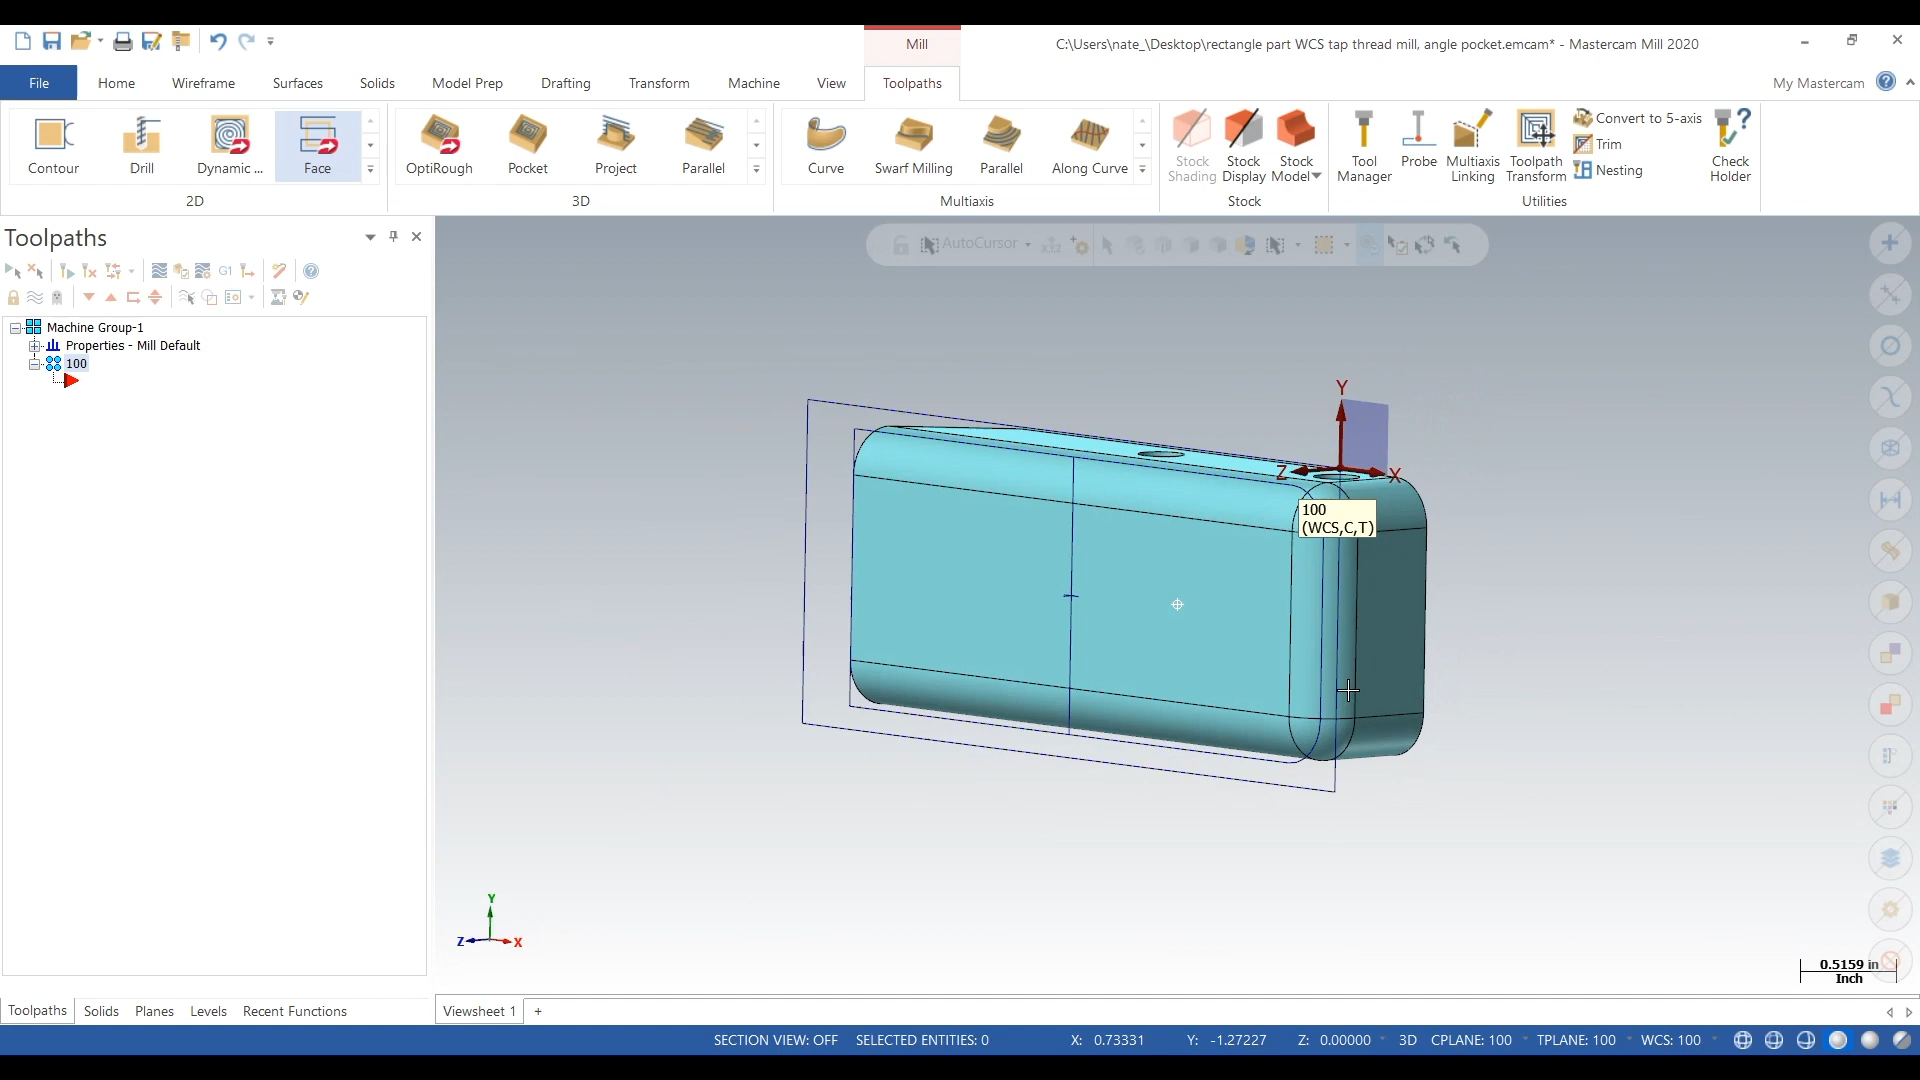 Mill
C:\Users\nate_\Desktop\rectangle part WCS tap thread mill, angle pocket.emcam* - Mastercam Mill 2020
File Home Wireframe Surfaces Solids Model Prep Drafting Transform Machine View Toolpaths My Mastercam
Contour Drill Dynamic ... Face OptiRough Pocket Project Parallel Curve Swarf Milling Parallel Along Curve
Stock Shading
Stock Display
Stock Model
Tool Manager
Probe
Multiaxis Linking
Toolpath Transform
Convert to 5-axis
Trim
Nesting
Check Holder
2D 3D Multiaxis Stock Utilities
Toolpaths
AutoCursor
G1
Machine Group-1
Properties - Mill Default
100
Y
Z X
100
(WCS,C,T)
Y
Z X
0.5159 in
Inch
Toolpaths Solids Planes Levels Recent Functions Viewsheet 1 +
SECTION VIEW: OFF SELECTED ENTITIES: 0 X: 0.73331 Y: -1.27227 Z: 0.00000 3D CPLANE: 100 TPLANE: 100 WCS: 100